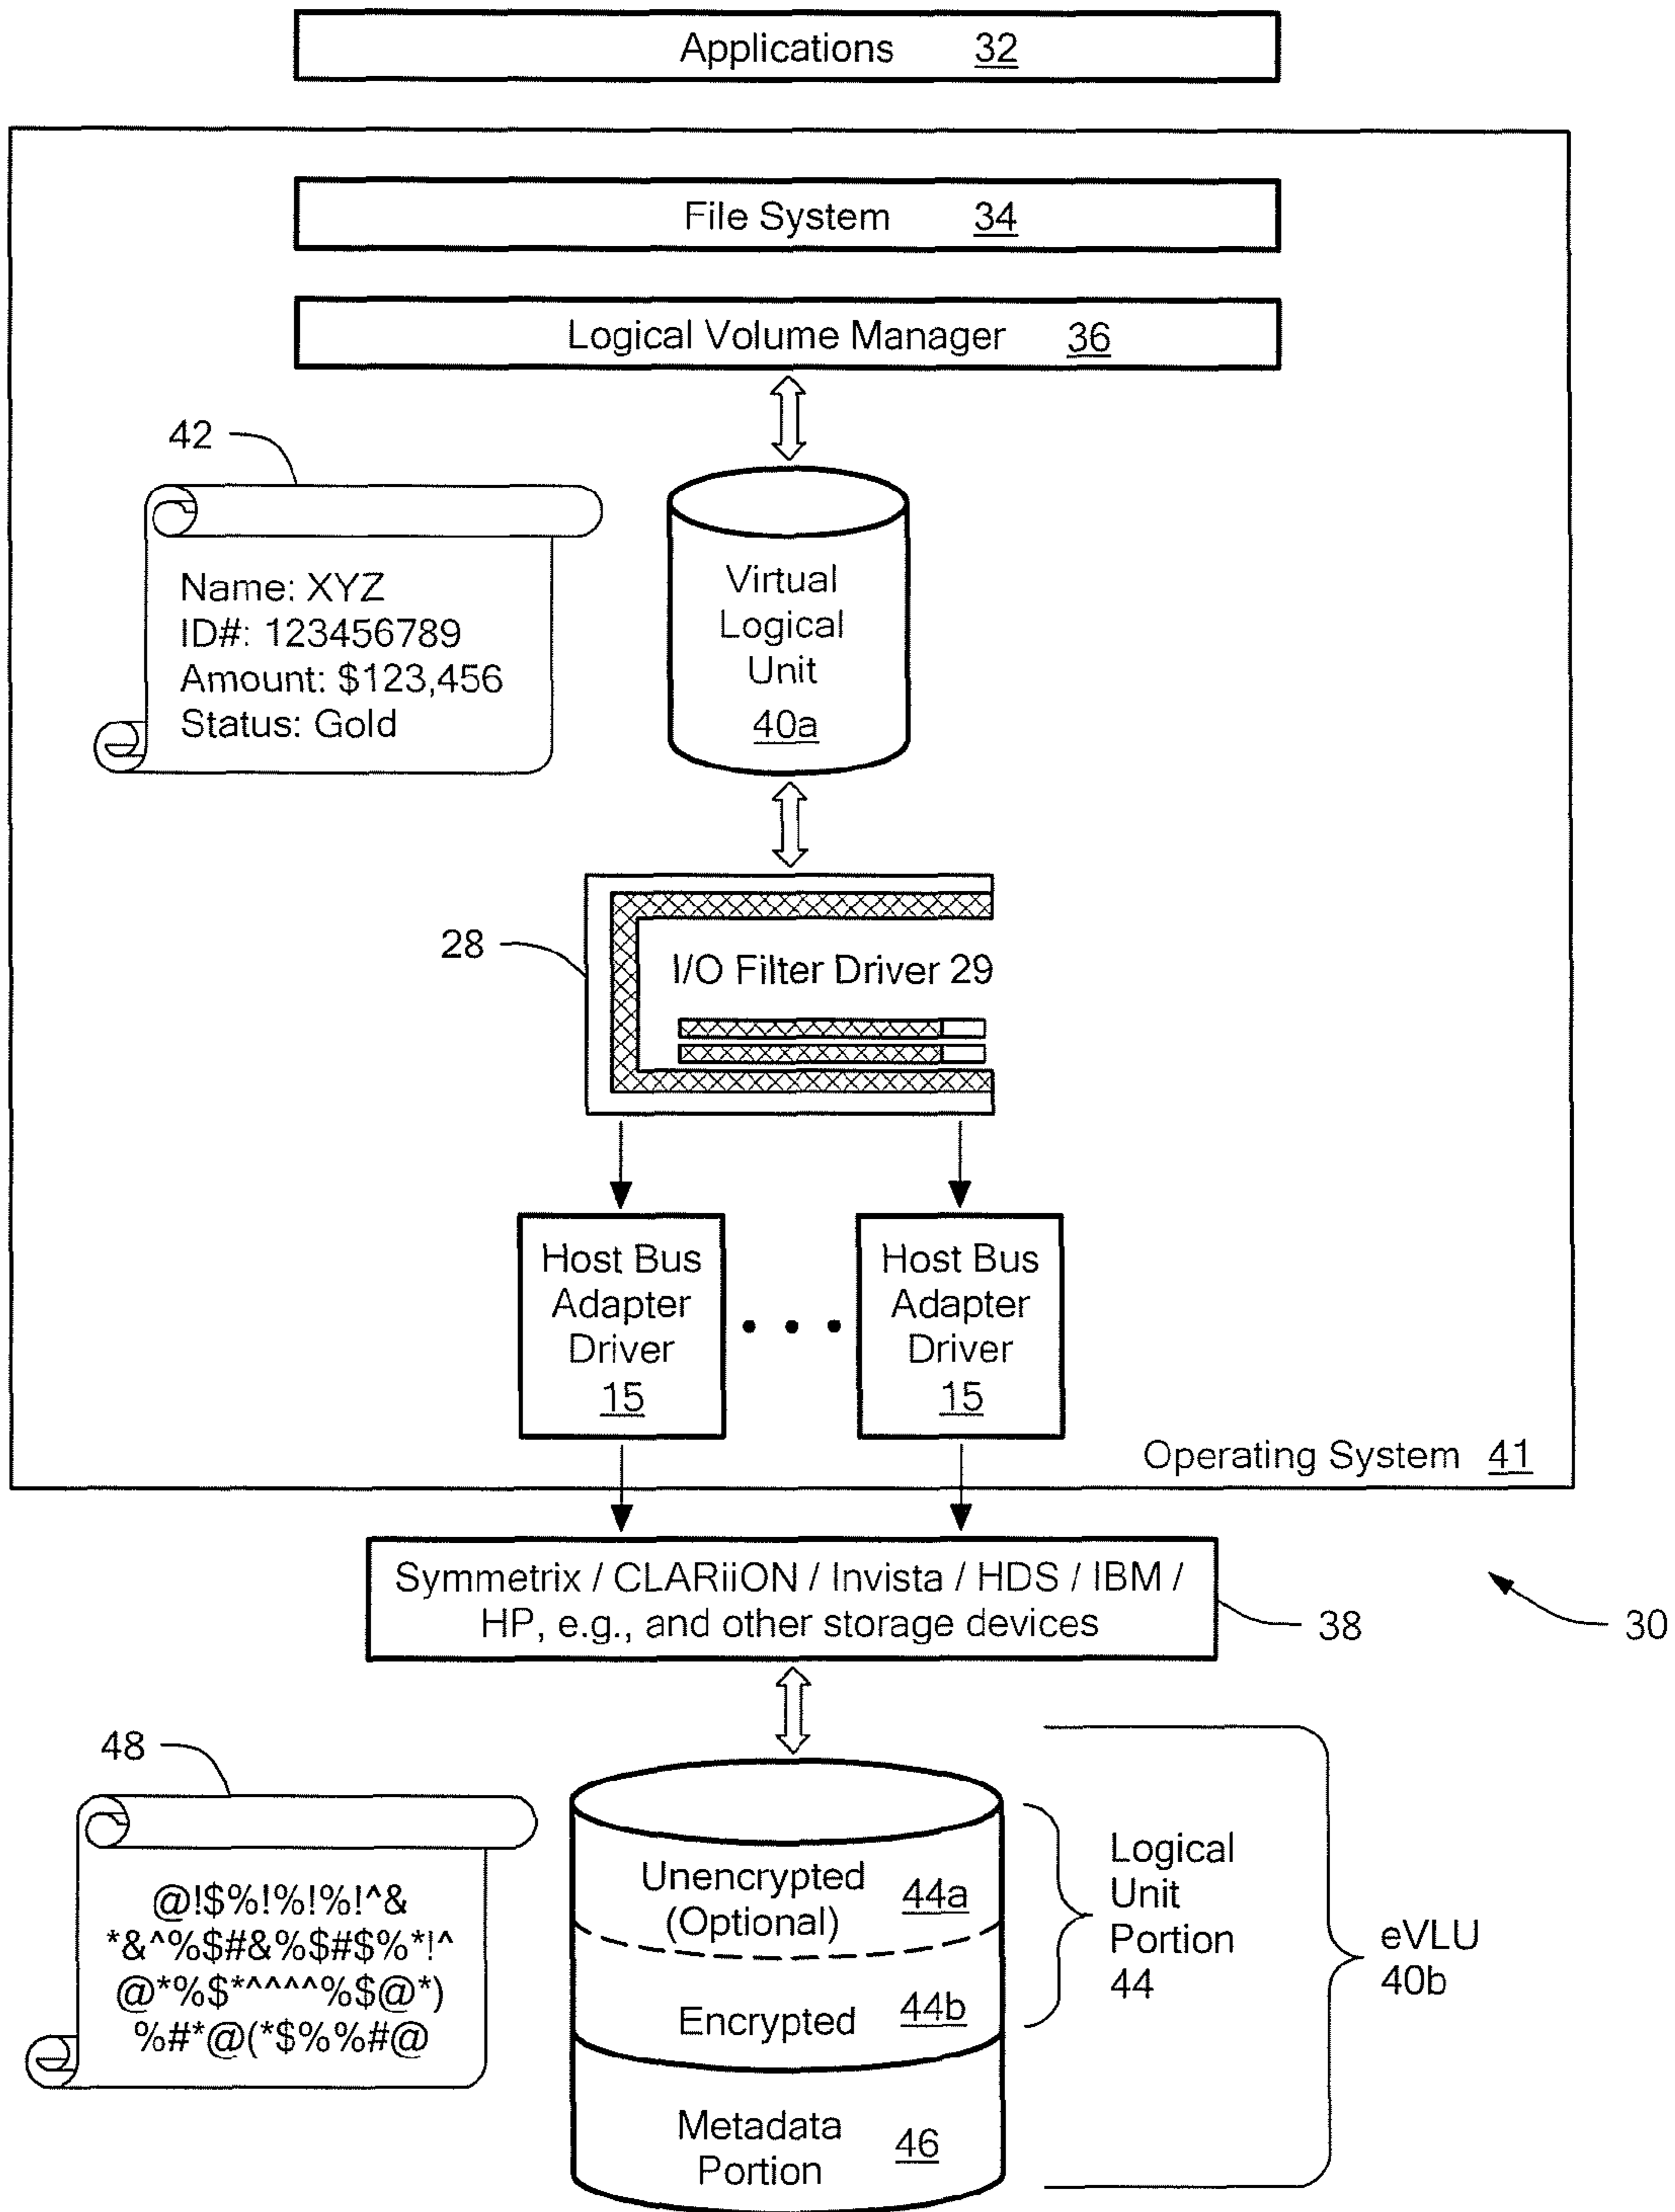 Applications 32
File System 34
Logical Volume Manager 36
42
Name: XYZ
ID#: 123456789
Amount: $123,456
Status: Gold
Virtual
Logical
Unit
40a
28
I/O Filter Driver 29
Host Bus
Adapter
Driver
15
Host Bus
Adapter
Driver
15
Operating System 41
Symmetrix / CLARiiON / Invista / HDS / IBM /
HP, e.g., and other storage devices
38
30
48
@!$%!%!%!%!^&
*&^%$#&%$#$%*!^
@*%$*^^^^%$@*)
%#*@(*$%%#@
Unencrypted
(Optional)
44a
Encrypted 44b
Metadata
Portion
46
Logical
Unit
Portion
44
eVLU
40b